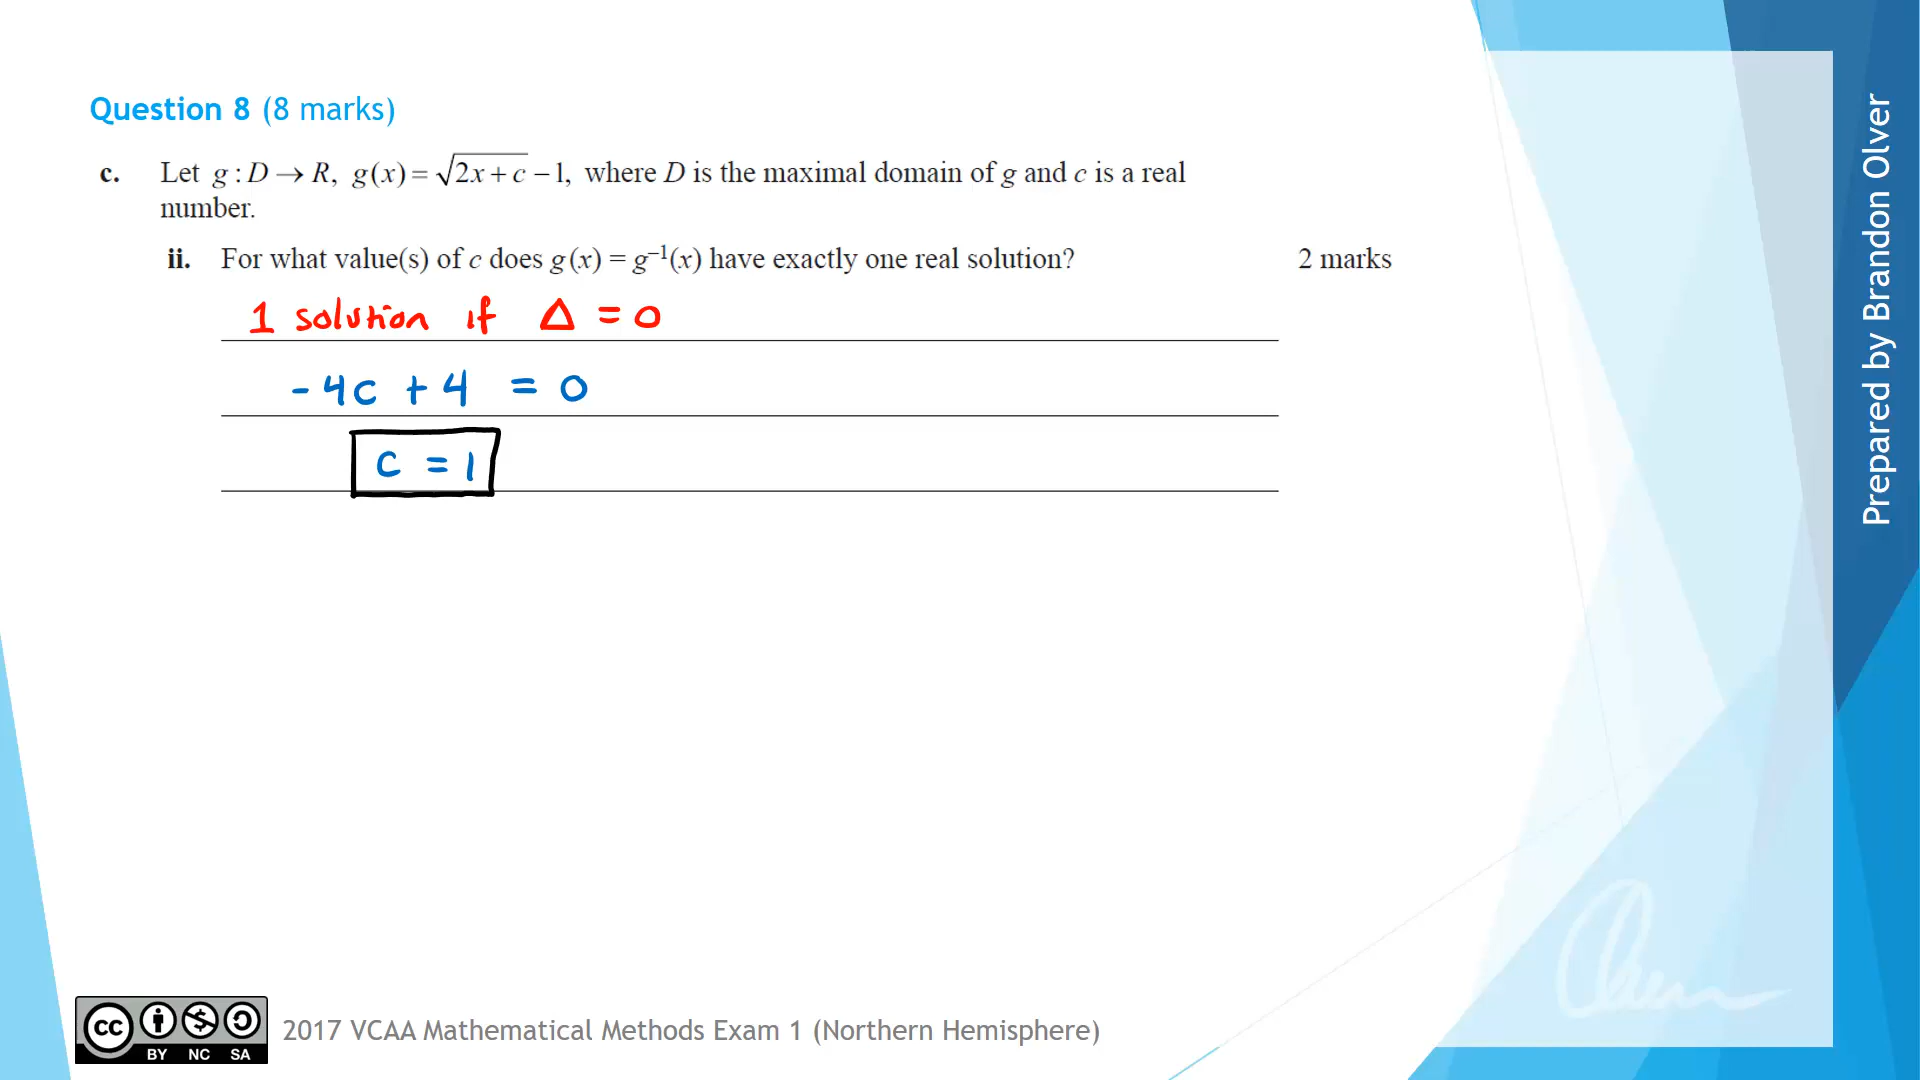 Question 8 (8 marks)
c. Let g : D → R, g(x) = √(2x + c) − 1, where D is the maximal domain of g and c is a real
number.
ii. For what value(s) of c does g(x) = g⁻¹(x) have exactly one real solution? 2 marks
1 solution if Δ = 0
- 4c + 4 = 0
c = 1
Prepared by Brandon Olver
cc BY NC SA
2017 VCAA Mathematical Methods Exam 1 (Northern Hemisphere)